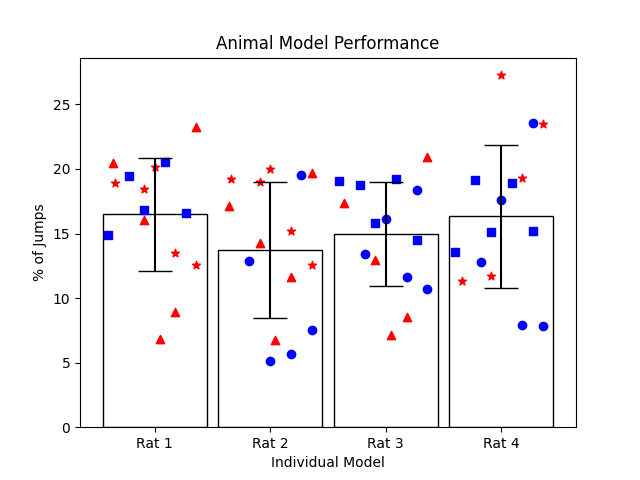 Animal Model Performance
% of Jumps
25
20
15
10
5
0
Rat 1 Rat 2 Rat 3 Rat 4
Individual Model